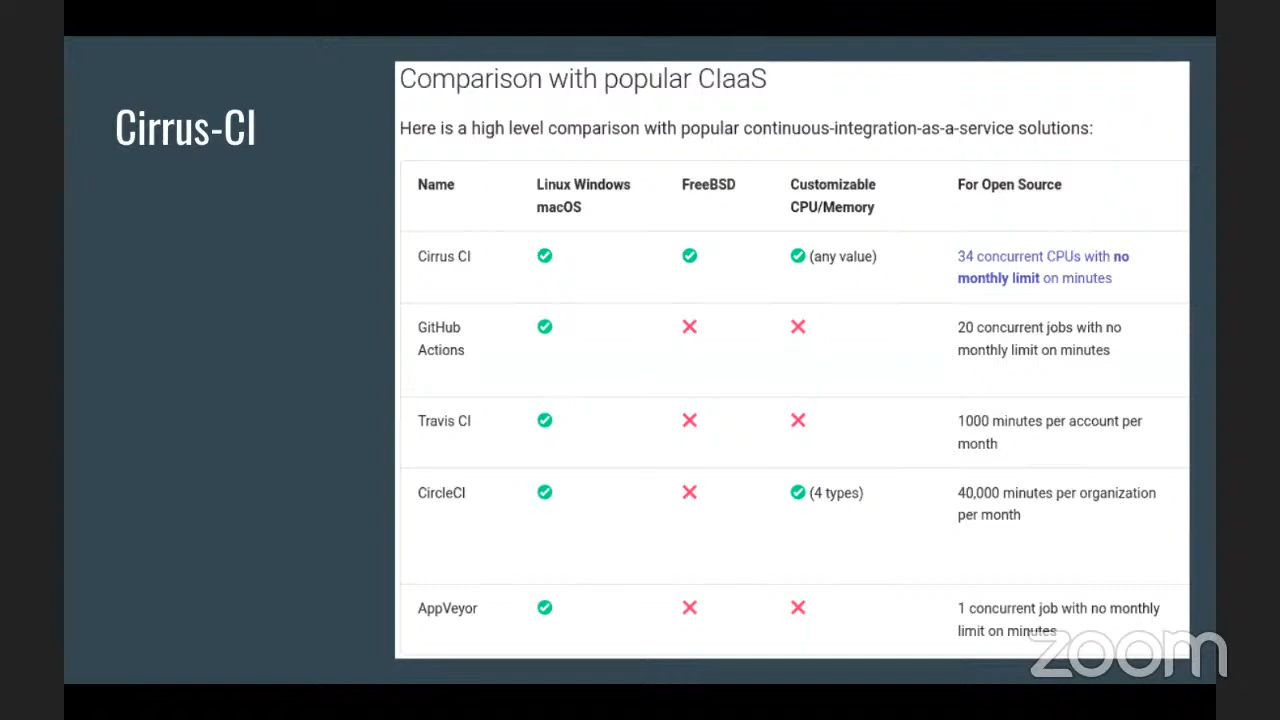 Cirrus-CI
Comparison with popular CIaaS
Here is a high level comparison with popular continuous-integration-as-a-service solutions:
Name
Linux Windows
macOS
FreeBSD
Customizable
CPU/Memory
For Open Source
Cirrus CI
(any value)
34 concurrent CPUs with no
monthly limit on minutes
GitHub
Actions
20 concurrent jobs with no
monthly limit on minutes
Travis CI
1000 minutes per account per
month
CircleCI
(4 types)
40,000 minutes per organization
per month
AppVeyor
1 concurrent job with no monthly
limit on minutes
zoom